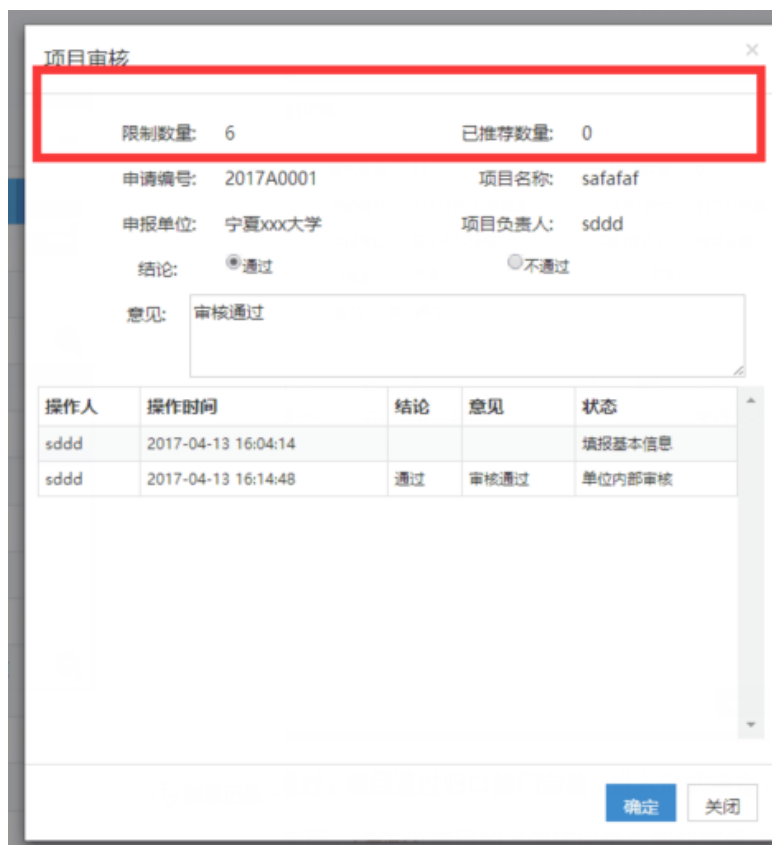 项目审核 ×
限制数量: 6 已推荐数量: 0
申请编号: 2017A0001 项目名称: safafaf
申报单位: 宁夏xxx大学 项目负责人: sddd
结论: 通过 不通过
意见: 审核通过
操作人 操作时间 结论 意见 状态
sddd 2017-04-13 16:04:14 填报基本信息
sddd 2017-04-13 16:14:48 通过 审核通过 单位内部审核
确定 关闭